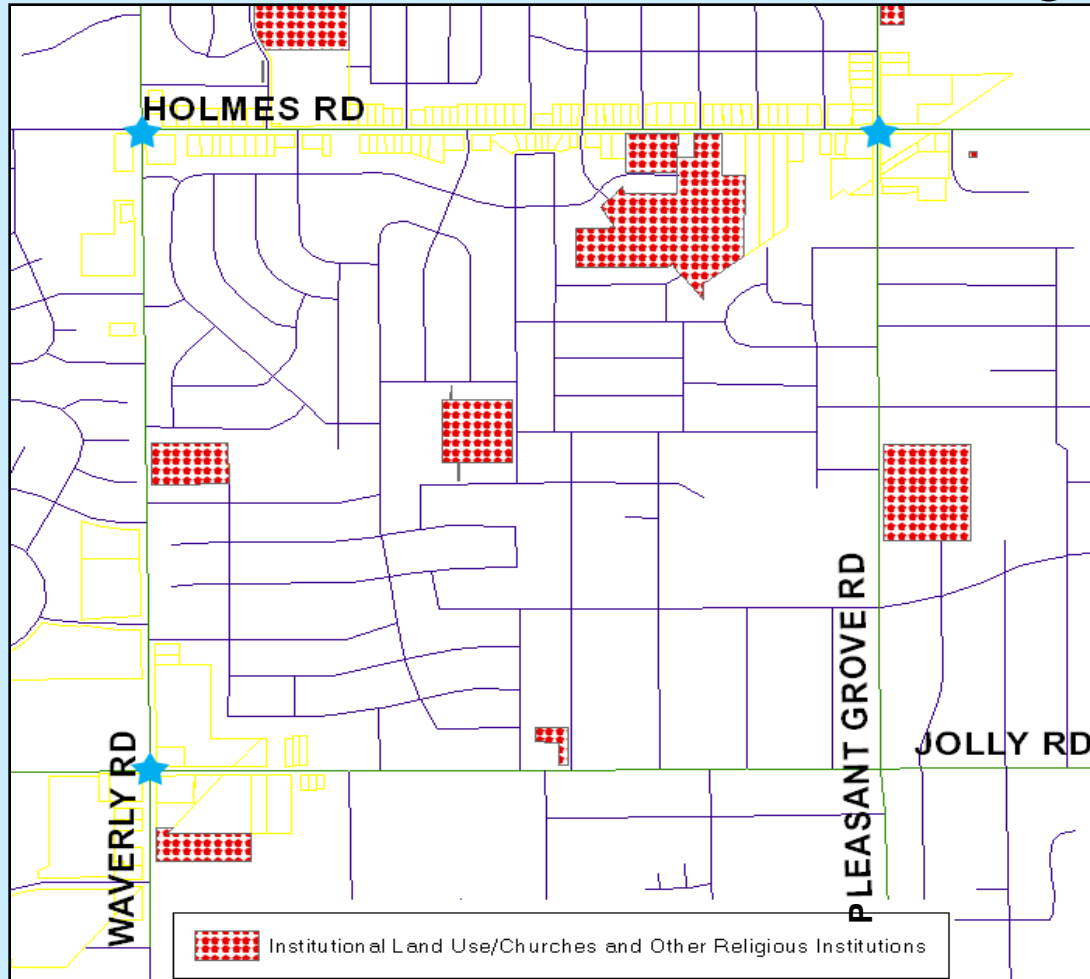 HOLMES RD
PLEASANT GROVE RD
JOLLY RD
WAVERLY RD
Institutional Land Use/Churches and Other Religious Institutions